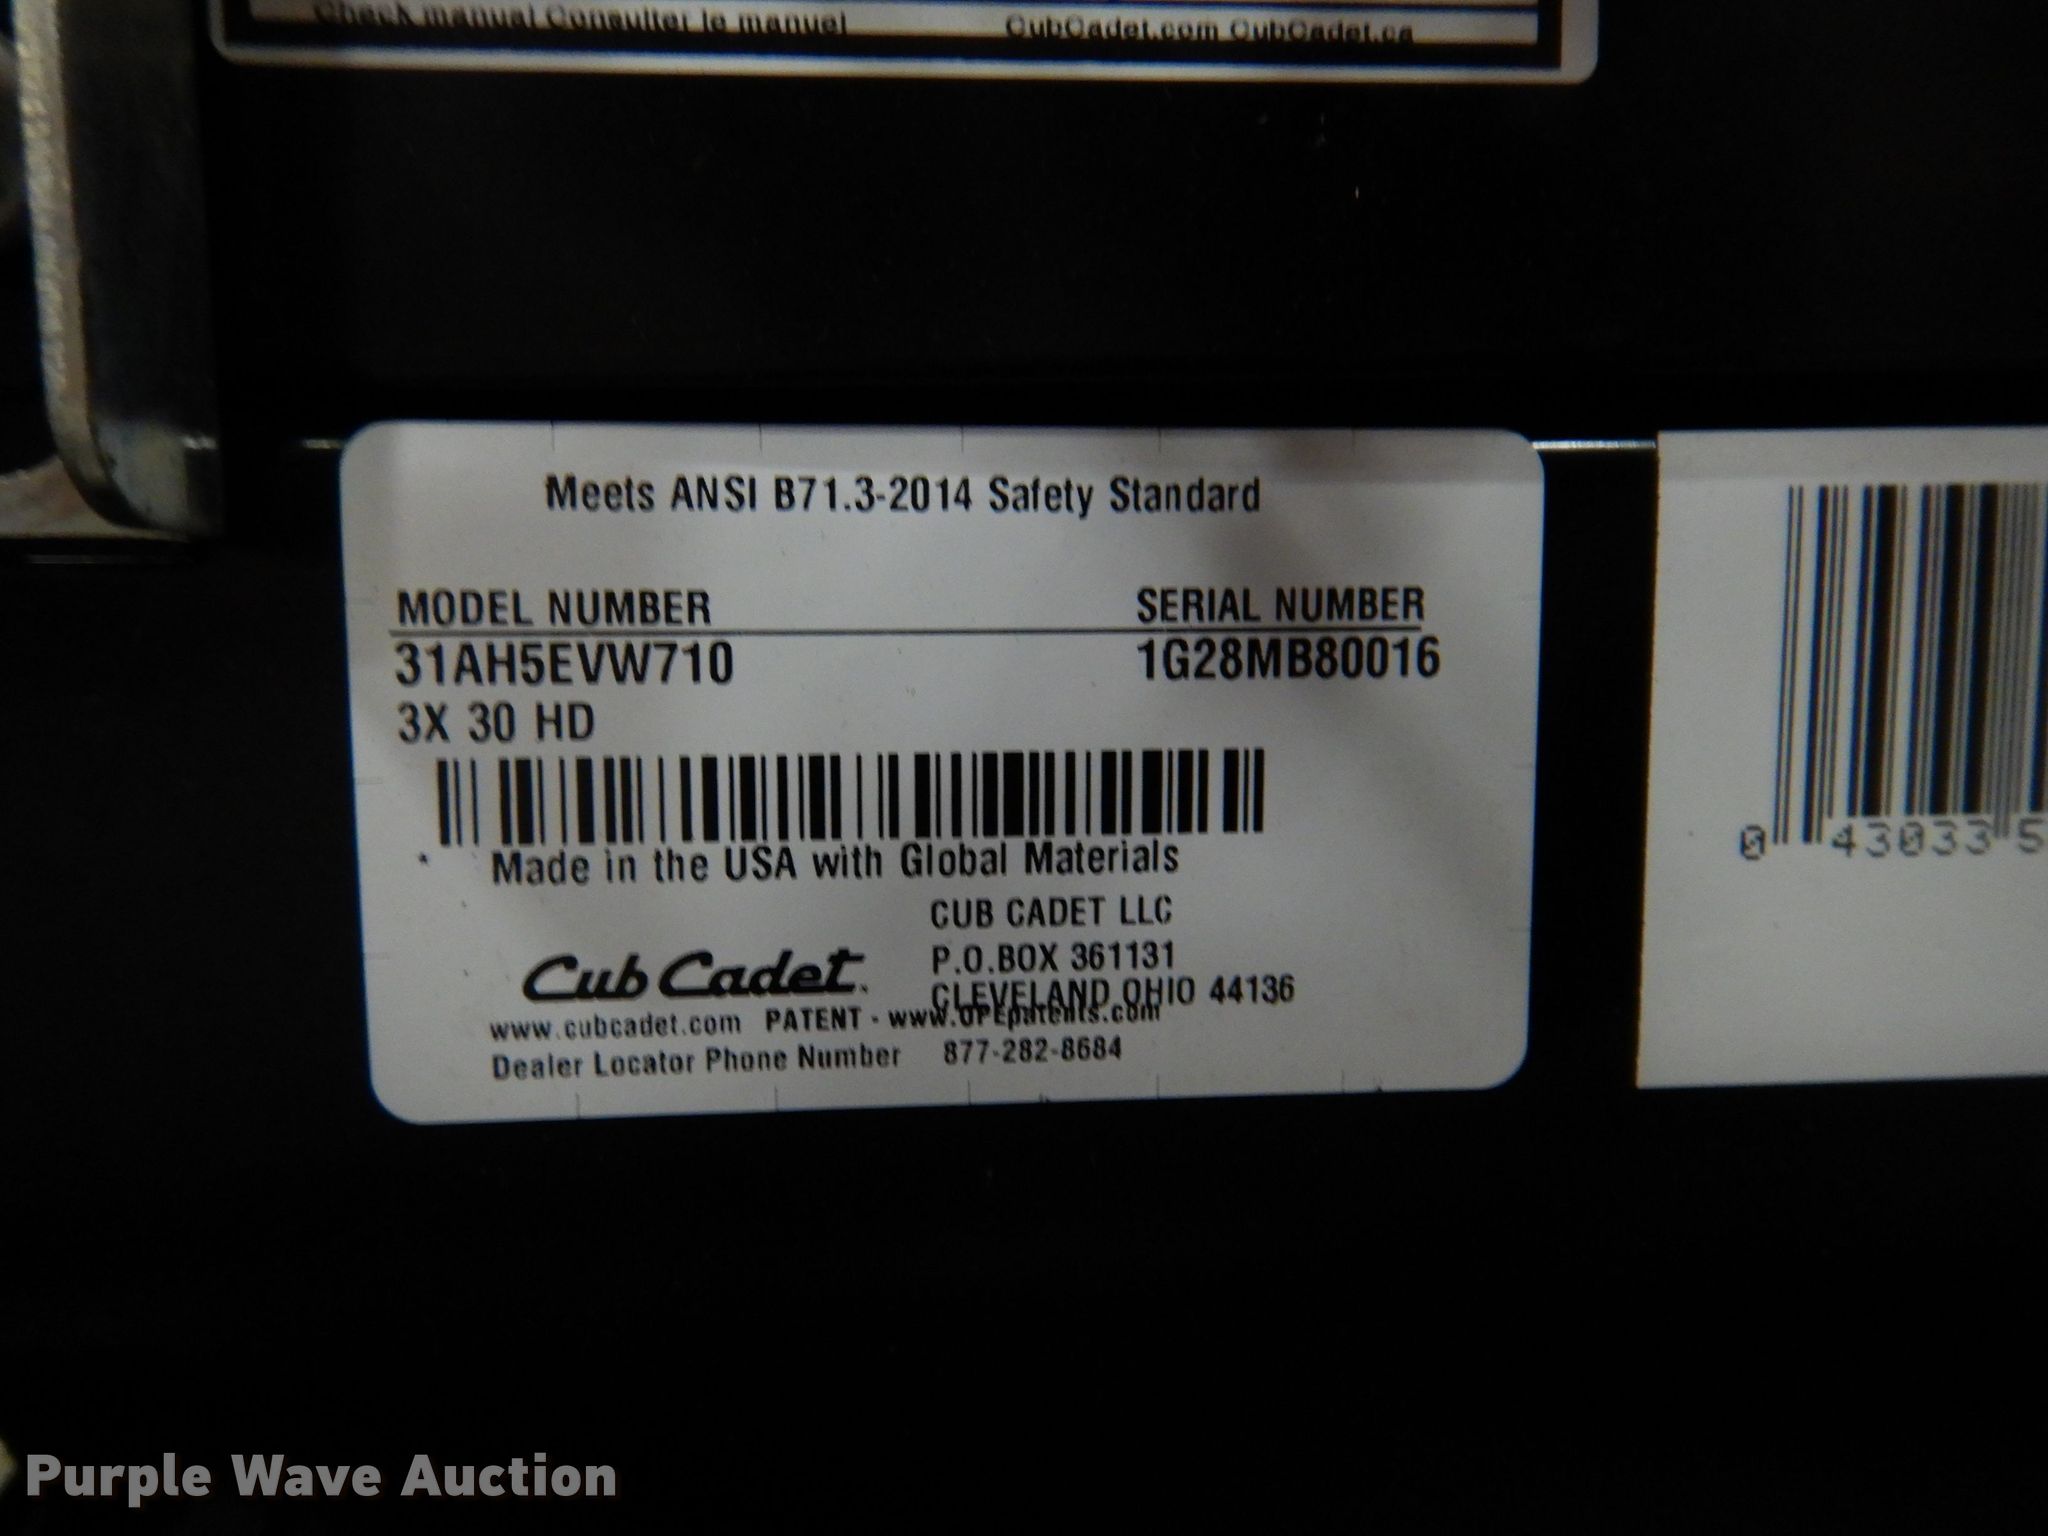 Check manual Consulter le manuel CubCadet.com CubCadet.ca
Meets ANSI B71.3-2014 Safety Standard
MODEL NUMBER SERIAL NUMBER
31AH5EVW710 1G28MB80016
3X 30 HD
Made in the USA with Global Materials
CUB CADET LLC
P.O.BOX 361131
Cub Cadet. CLEVELAND OHIO 44136
www.cubcadet.com PATENT - www.OPEpatents.com
Dealer Locator Phone Number 877-282-8684
0 43033 5
Purple Wave Auction